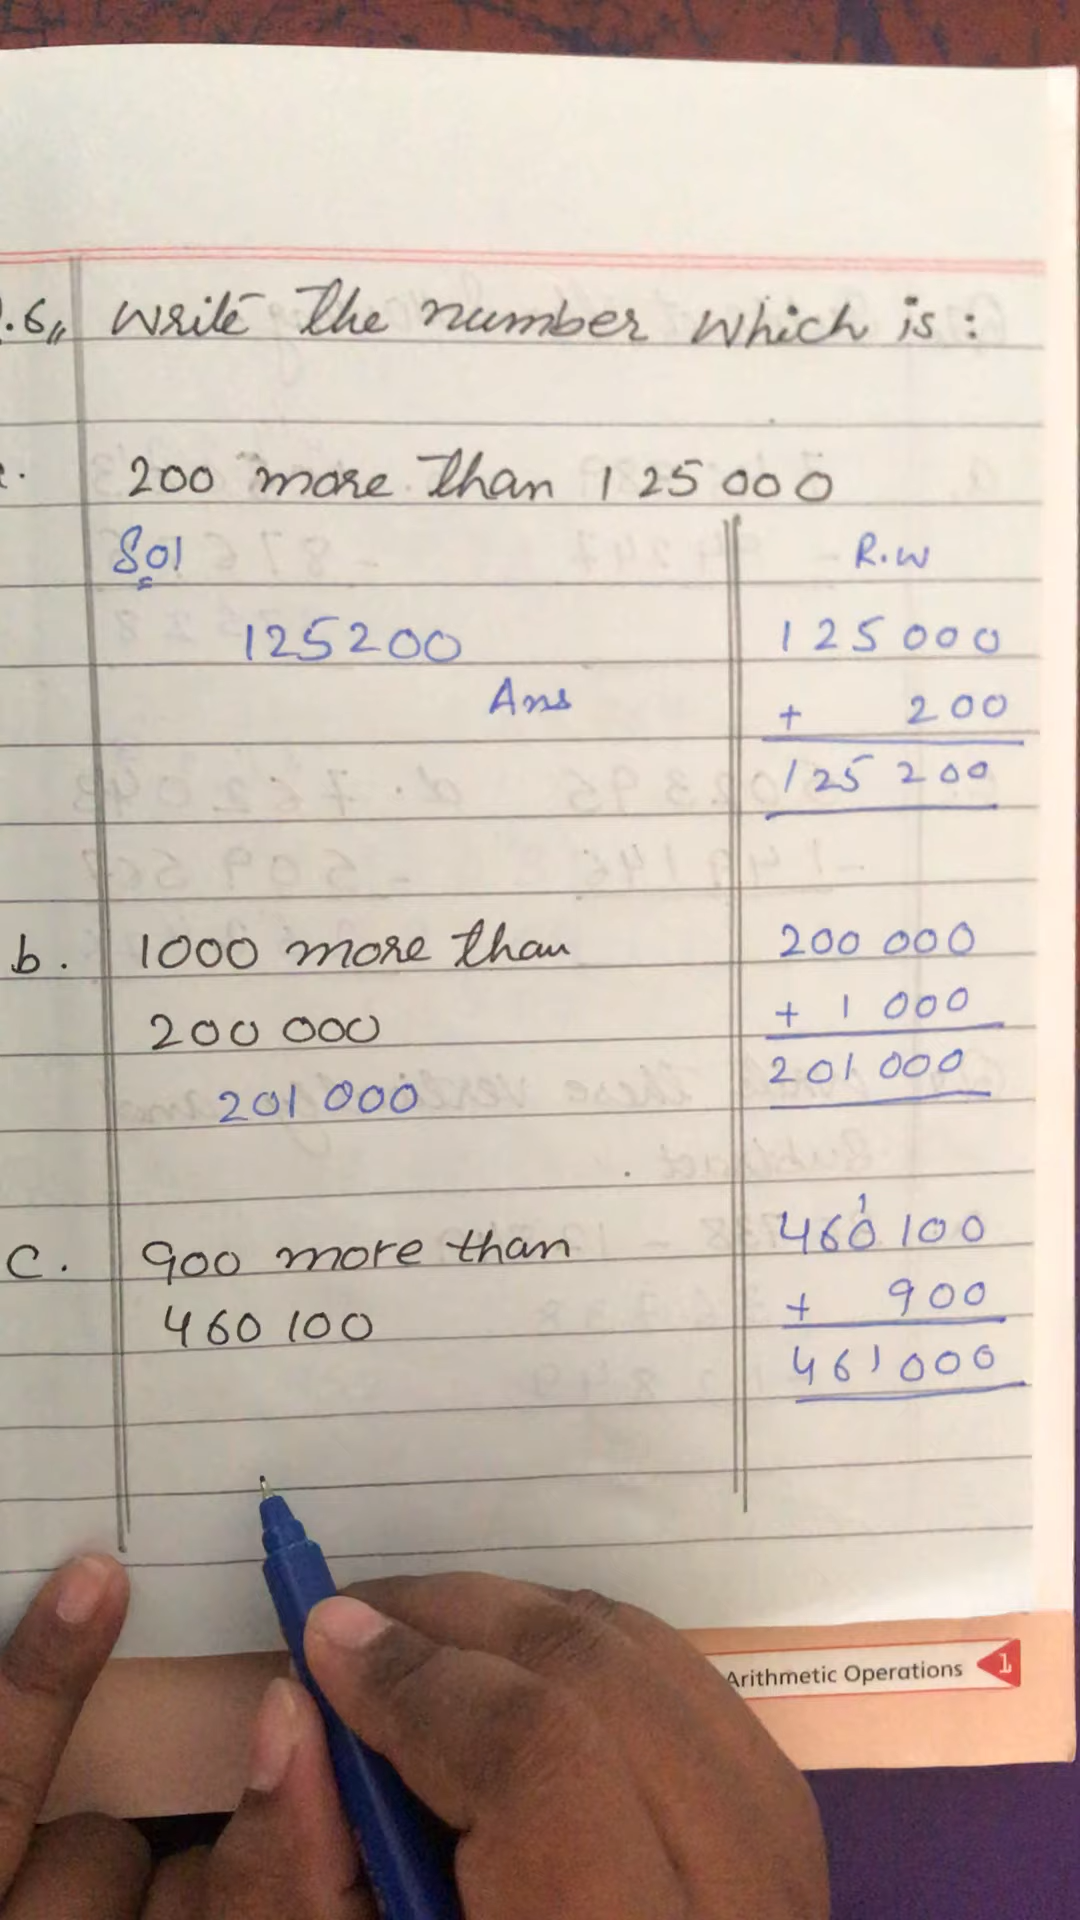 .6,, Write The number which is :
200 more than 125 000
Sol
R.W
125200
125 000
Ans
+ 200
125 200
b. 1000 more than
200 000
200 000
+ 1 000
201 000
201 000
c. 900 more than
460 100
1
460 100
+ 900
461 000
Arithmetic Operations 1